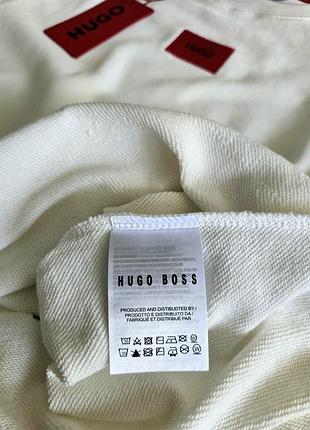 HUGO
HUGO
HUGO BOSS
PRODUCED AND DISTRIBUTED BY /
PRODOTTO E DISTRIBUITO DA /
FABRIQUÉ ET DISTRIBUÉ PAR